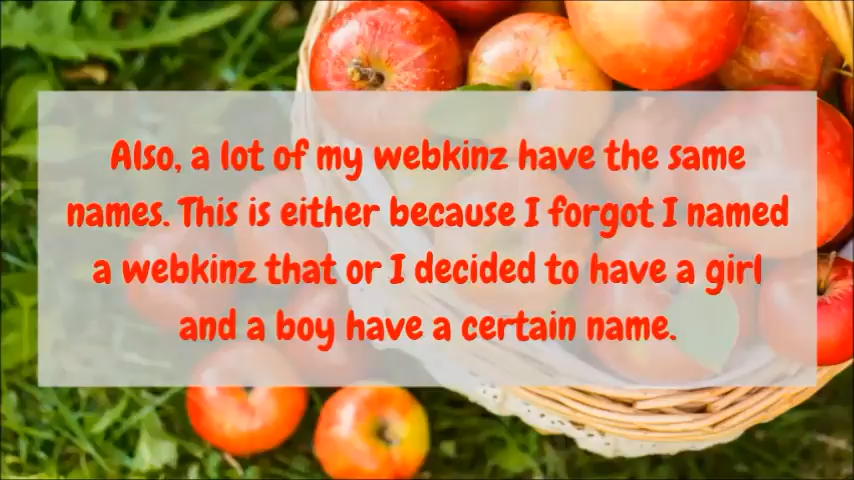 Also, a lot of my webkinz have the same
names. This is either because I forgot I named
a webkinz that or I decided to have a girl
and a boy have a certain name.